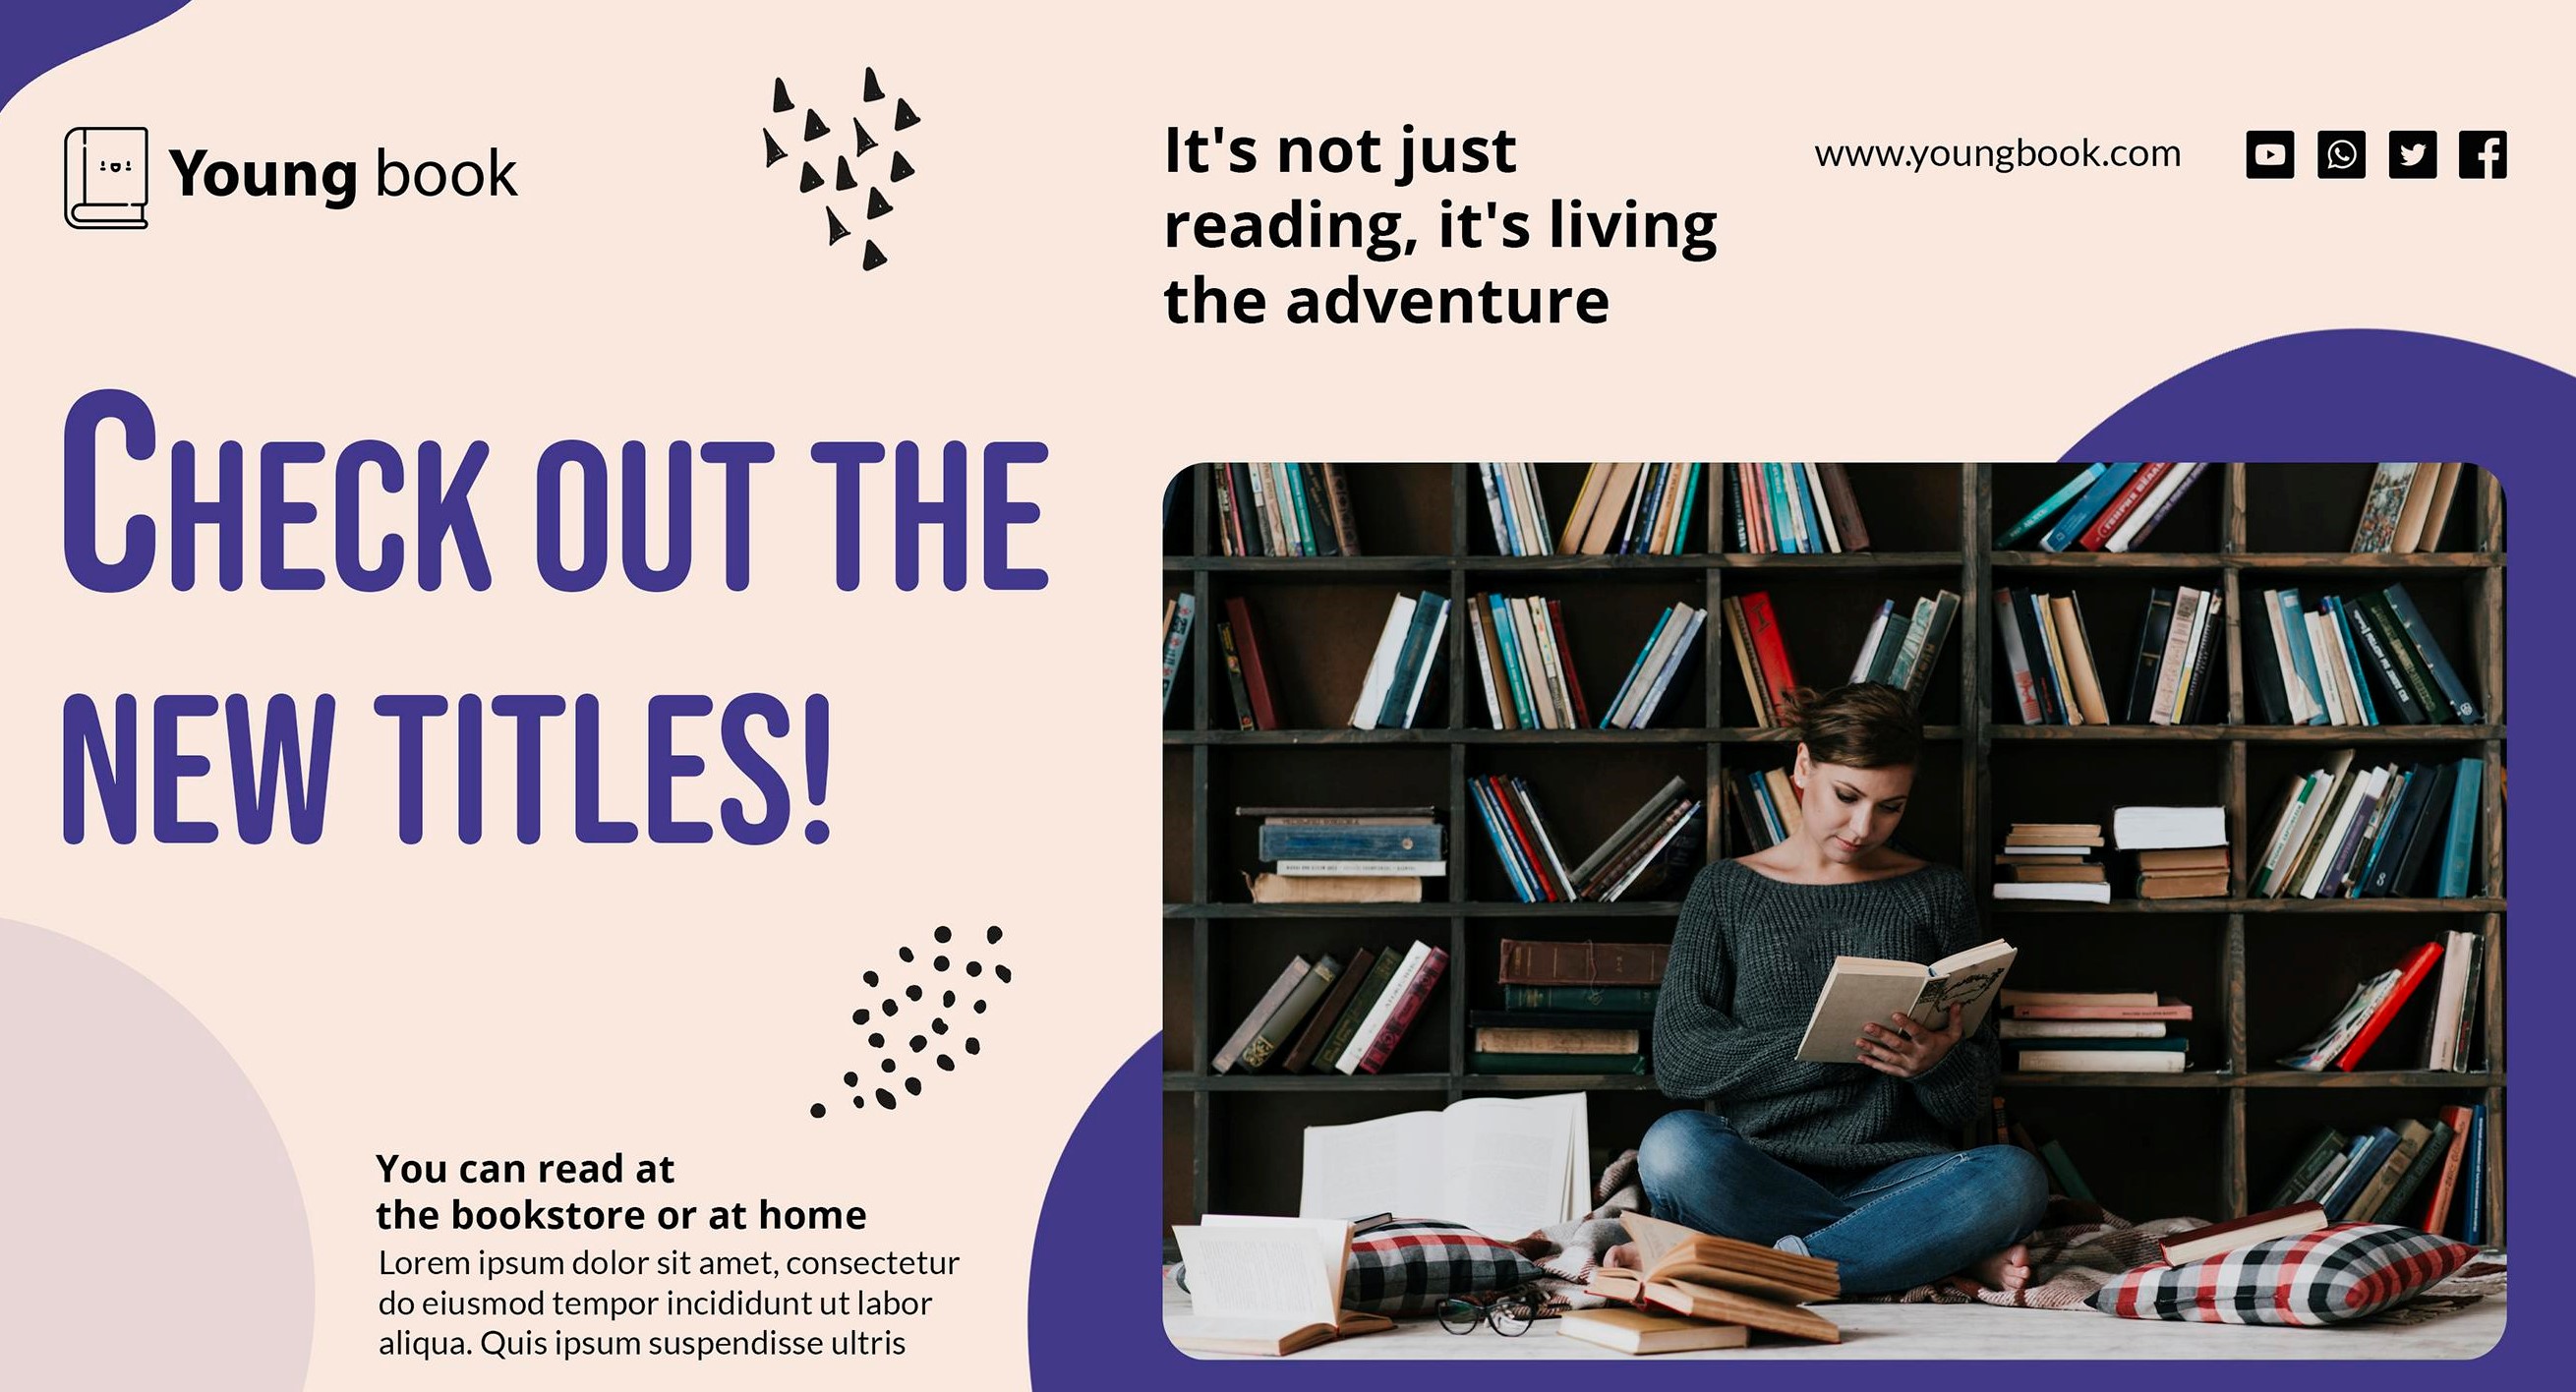 Young book
It's not just
reading, it's living
the adventure
www.youngbook.com
CHECK OUT THE
NEW TITLES!
You can read at
the bookstore or at home
Lorem ipsum dolor sit amet, consectetur
do eiusmod tempor incididunt ut labor
aliqua. Quis ipsum suspendisse ultris